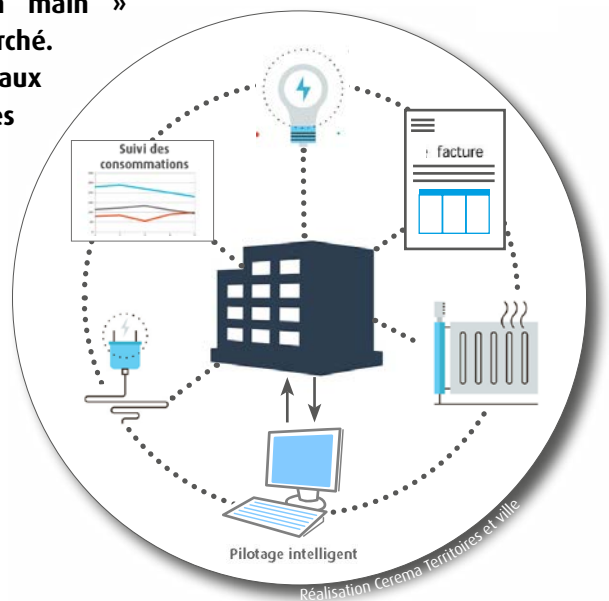 main »
rché.
aux
es
Suivi des
consommations
facture
Pilotage intelligent
Réalisation Cerema Territoires et ville